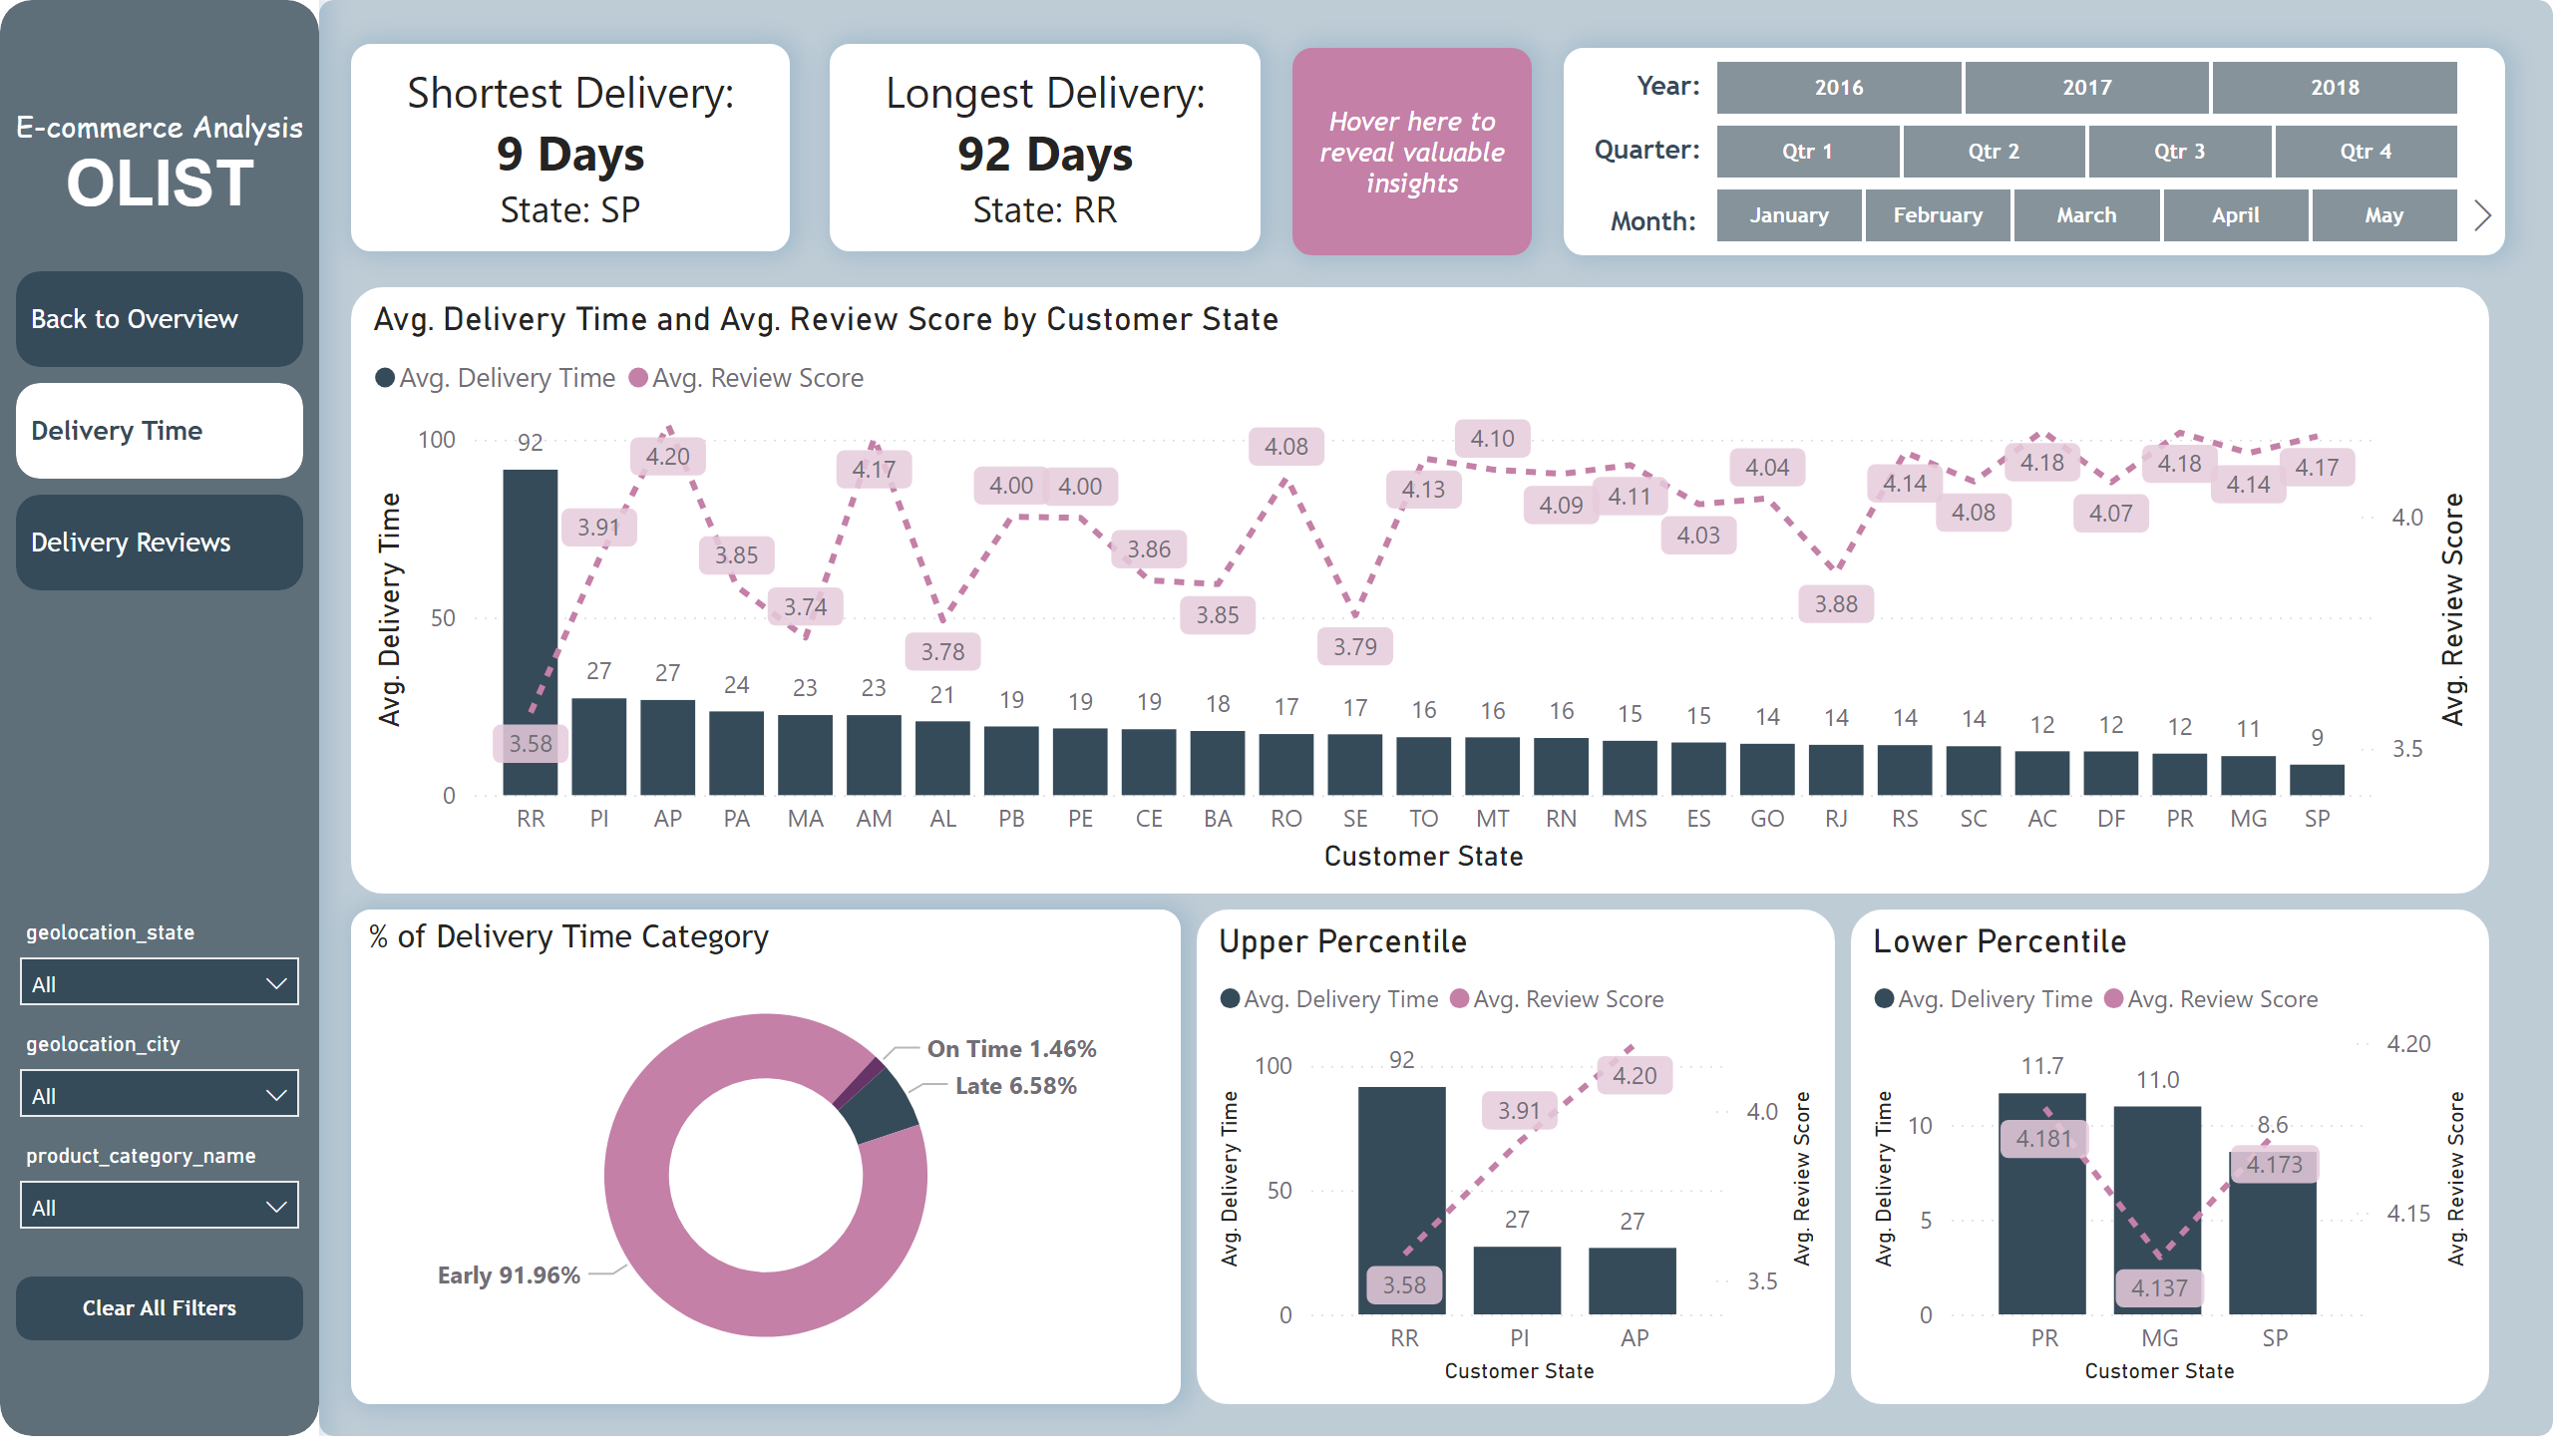 E-commerce Analysis
OLIST
Back to Overview
Delivery Time
Delivery Reviews
geolocation_state
All
geolocation_city
All
product_category_name
All
Clear All Filters
Shortest Delivery:
9 Days
State: SP
Longest Delivery:
92 Days
State: RR
Hover here to
reveal valuable
insights
Year: 2016 2017 2018
Quarter: Qtr 1 Qtr 2 Qtr 3 Qtr 4
Month: January February March April May
Avg. Delivery Time and Avg. Review Score by Customer State
Avg. Delivery Time Avg. Review Score
Avg. Delivery Time
100
50
0
92 27 27 24 23 23 21 19 19 19 18 17 17 16 16 16 15 15 14 14 14 14 12 12 12 11 9
3.58 3.91 4.20 3.85 3.74 4.17 3.78 4.00 4.00 3.86 3.85 4.08 3.79 4.13 4.10 4.09 4.11 4.03 4.04 3.88 4.14 4.08 4.18 4.07 4.18 4.14 4.17
RR PI AP PA MA AM AL PB PE CE BA RO SE TO MT RN MS ES GO RJ RS SC AC DF PR MG SP
Customer State
4.0
3.5
Avg. Review Score
% of Delivery Time Category
On Time 1.46%
Late 6.58%
Early 91.96%
Upper Percentile
Avg. Delivery Time Avg. Review Score
Avg. Delivery Time
100
50
0
92 27 27
3.58 3.91 4.20
RR PI AP
Customer State
4.0
3.5
Avg. Review Score
Lower Percentile
Avg. Delivery Time Avg. Review Score
Avg. Delivery Time
10
5
0
11.7 11.0 8.6
4.181 4.137 4.173
PR MG SP
Customer State
4.20
4.15
Avg. Review Score